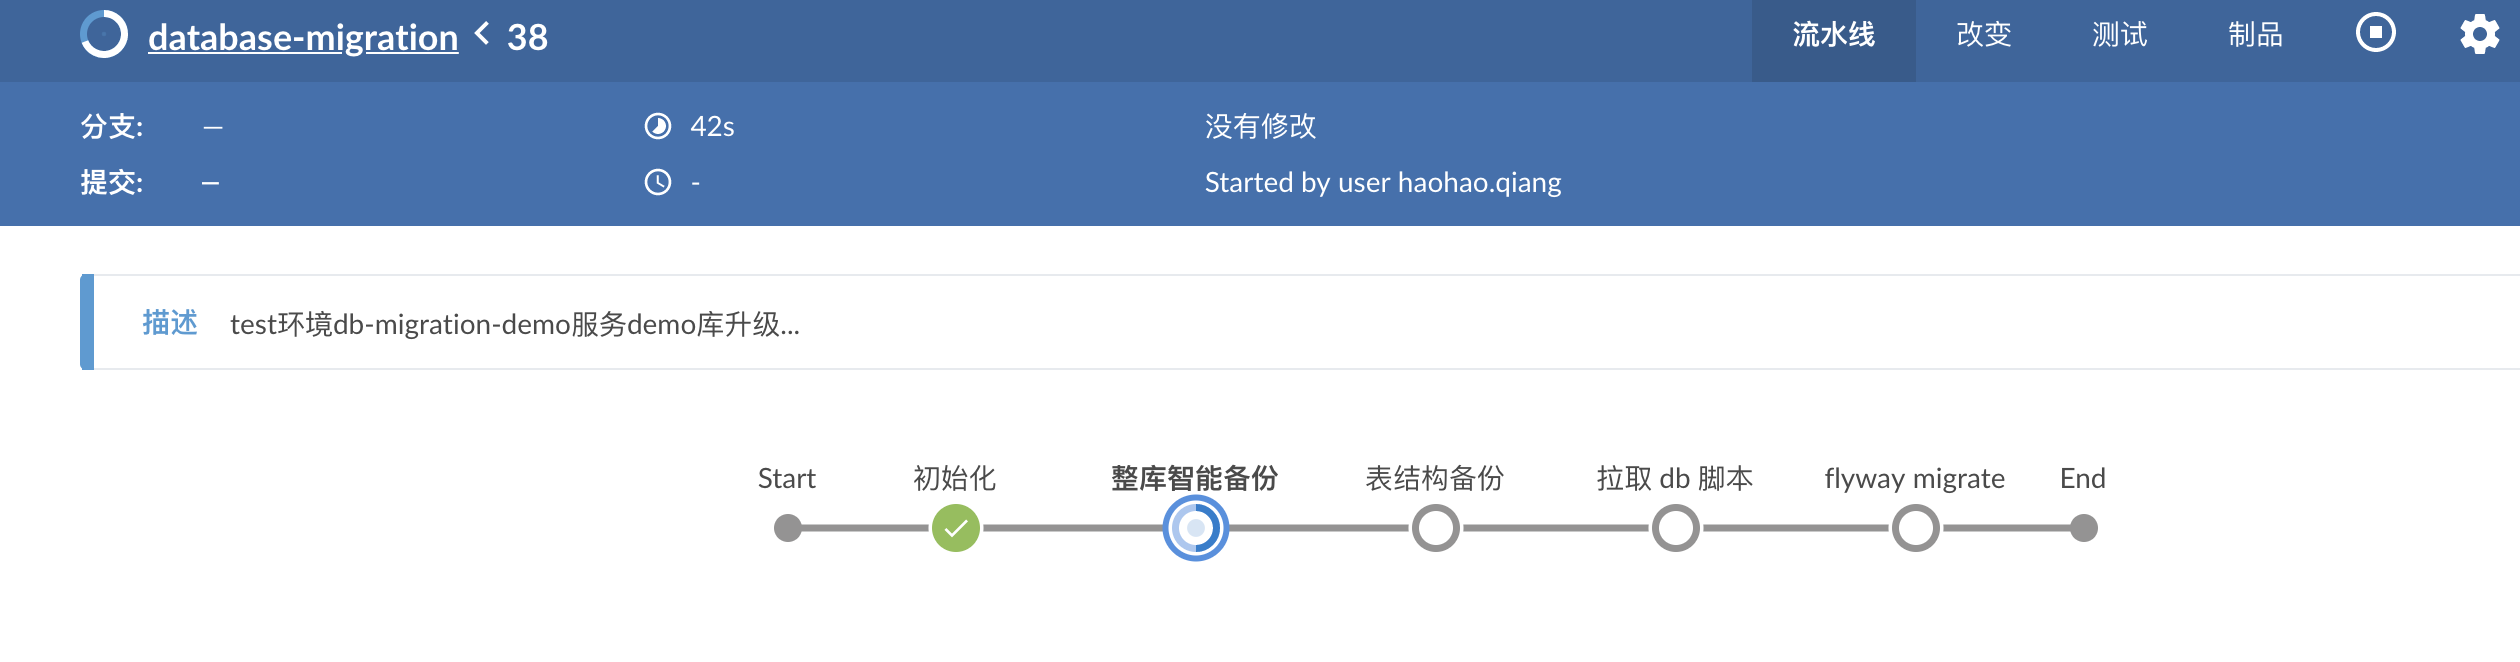 database-migration < 38
流水线 改变 测试 制品
分支: — 42s 没有修改
提交: — - Started by user haohao.qiang
描述 test环境db-migration-demo服务demo库升级...
Start 初始化 整库智能备份 表结构备份 拉取 db 脚本 flyway migrate End